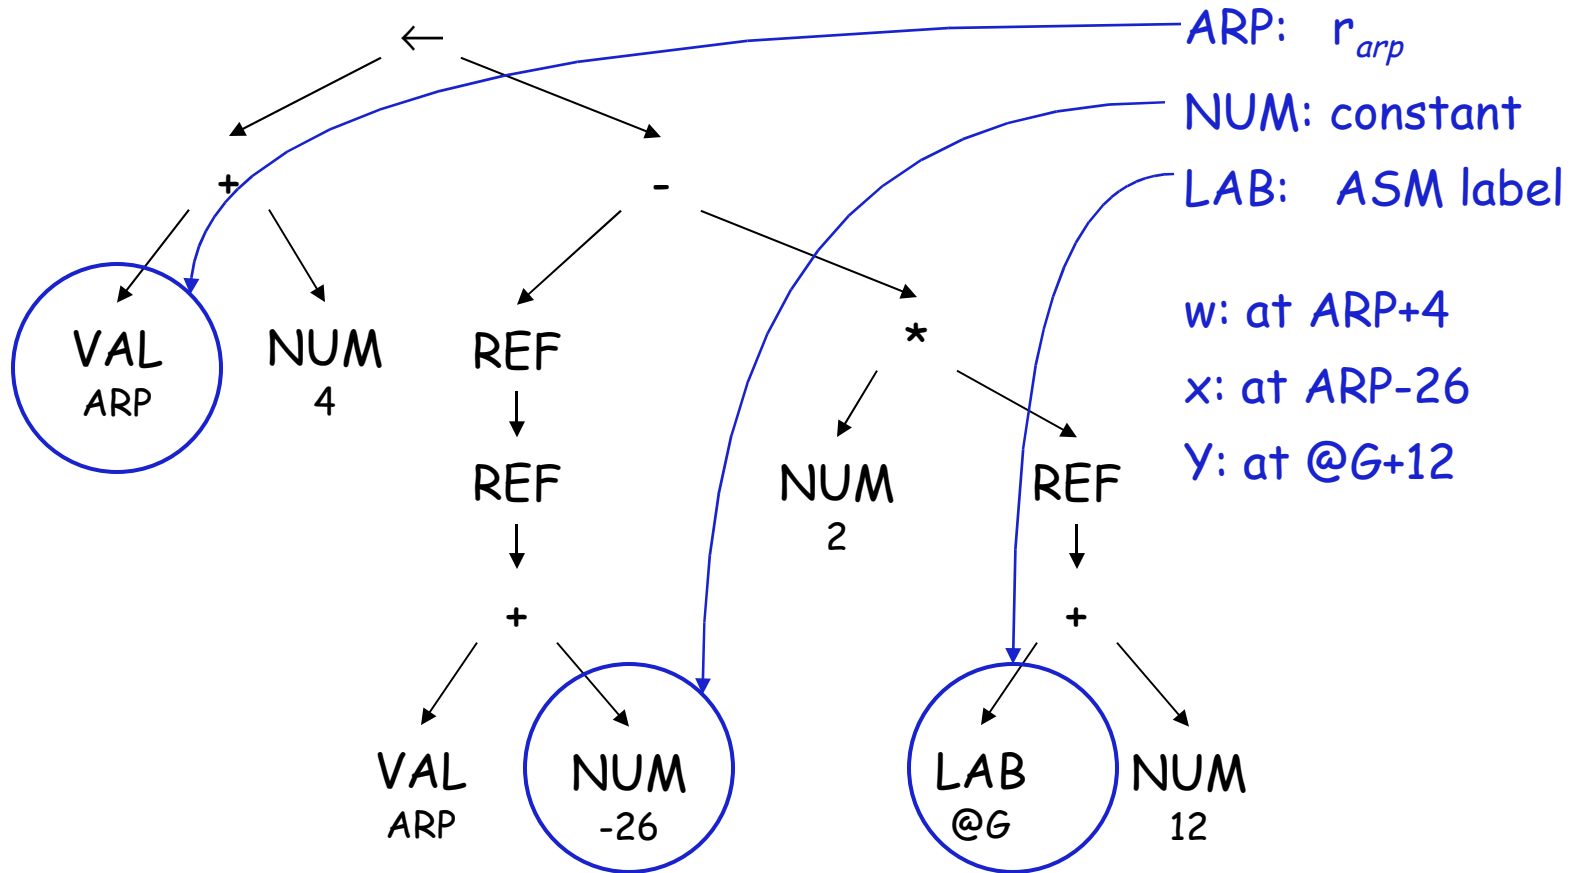 ←
ARP: r arp
NUM: constant
+ - LAB: ASM label
w: at ARP+4
VAL NUM REF *
ARP 4 x: at ARP-26
Y: at @G+12
REF NUM REF
2
+ +
VAL NUM LAB NUM
ARP -26 @G 12